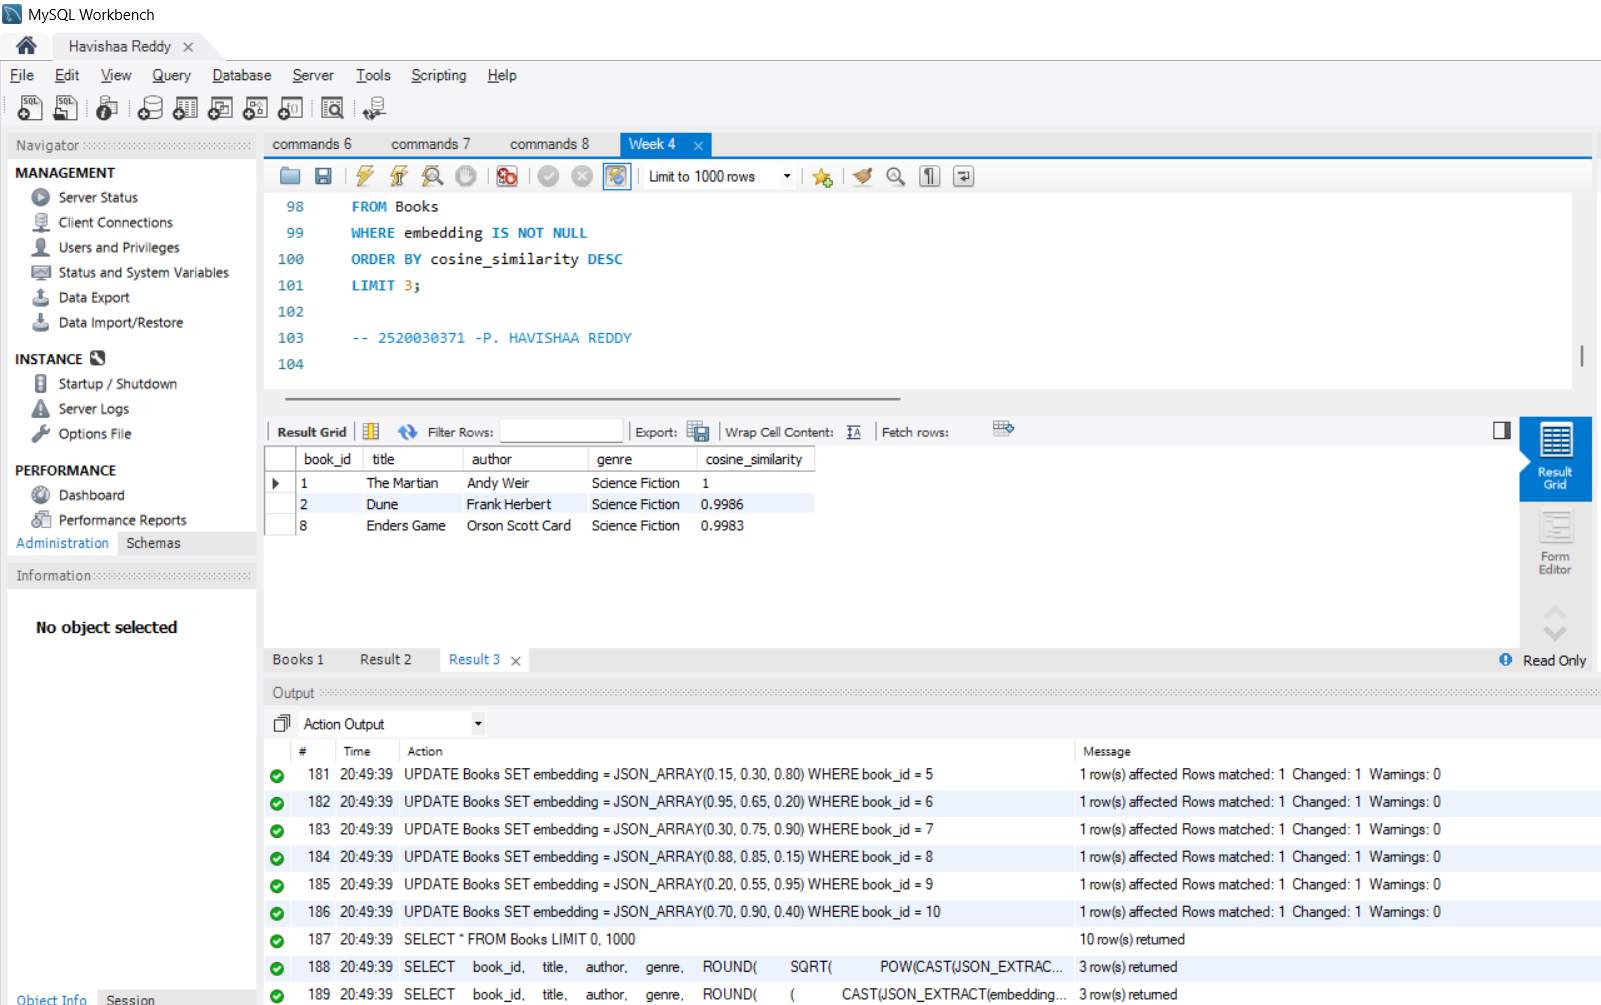 MySQL Workbench
Havishaa Reddy
File Edit View Query Database Server Tools Scripting Help
Navigator
MANAGEMENT
Server Status
Client Connections
Users and Privileges
Status and System Variables
Data Export
Data Import/Restore
INSTANCE
Startup / Shutdown
Server Logs
Options File
PERFORMANCE
Dashboard
Performance Reports
Administration Schemas
Information
No object selected
Object Info Session
commands 6 commands 7 commands 8 Week 4
Limit to 1000 rows
98 FROM Books
99 WHERE embedding IS NOT NULL
100 ORDER BY cosine_similarity DESC
101 LIMIT 3;
102
103 -- 2520030371 -P. HAVISHAA REDDY
104
Result Grid Filter Rows: Export: Wrap Cell Content: Fetch rows:
book_id title author genre cosine_similarity
1 The Martian Andy Weir Science Fiction 1
2 Dune Frank Herbert Science Fiction 0.9986
8 Enders Game Orson Scott Card Science Fiction 0.9983
Result
Grid
Form
Editor
Books 1 Result 2 Result 3 Read Only
Output
Action Output
# Time Action Message
181 20:49:39 UPDATE Books SET embedding = JSON_ARRAY(0.15, 0.30, 0.80) WHERE book_id = 5 1 row(s) affected Rows matched: 1 Changed: 1 Warnings: 0
182 20:49:39 UPDATE Books SET embedding = JSON_ARRAY(0.95, 0.65, 0.20) WHERE book_id = 6 1 row(s) affected Rows matched: 1 Changed: 1 Warnings: 0
183 20:49:39 UPDATE Books SET embedding = JSON_ARRAY(0.30, 0.75, 0.90) WHERE book_id = 7 1 row(s) affected Rows matched: 1 Changed: 1 Warnings: 0
184 20:49:39 UPDATE Books SET embedding = JSON_ARRAY(0.88, 0.85, 0.15) WHERE book_id = 8 1 row(s) affected Rows matched: 1 Changed: 1 Warnings: 0
185 20:49:39 UPDATE Books SET embedding = JSON_ARRAY(0.20, 0.55, 0.95) WHERE book_id = 9 1 row(s) affected Rows matched: 1 Changed: 1 Warnings: 0
186 20:49:39 UPDATE Books SET embedding = JSON_ARRAY(0.70, 0.90, 0.40) WHERE book_id = 10 1 row(s) affected Rows matched: 1 Changed: 1 Warnings: 0
187 20:49:39 SELECT * FROM Books LIMIT 0, 1000 10 row(s) returned
188 20:49:39 SELECT book_id, title, author, genre, ROUND( SQRT( POW(CAST(JSON_EXTRAC... 3 row(s) returned
189 20:49:39 SELECT book_id, title, author, genre, ROUND( ( CAST(JSON_EXTRACT(embedding... 3 row(s) returned